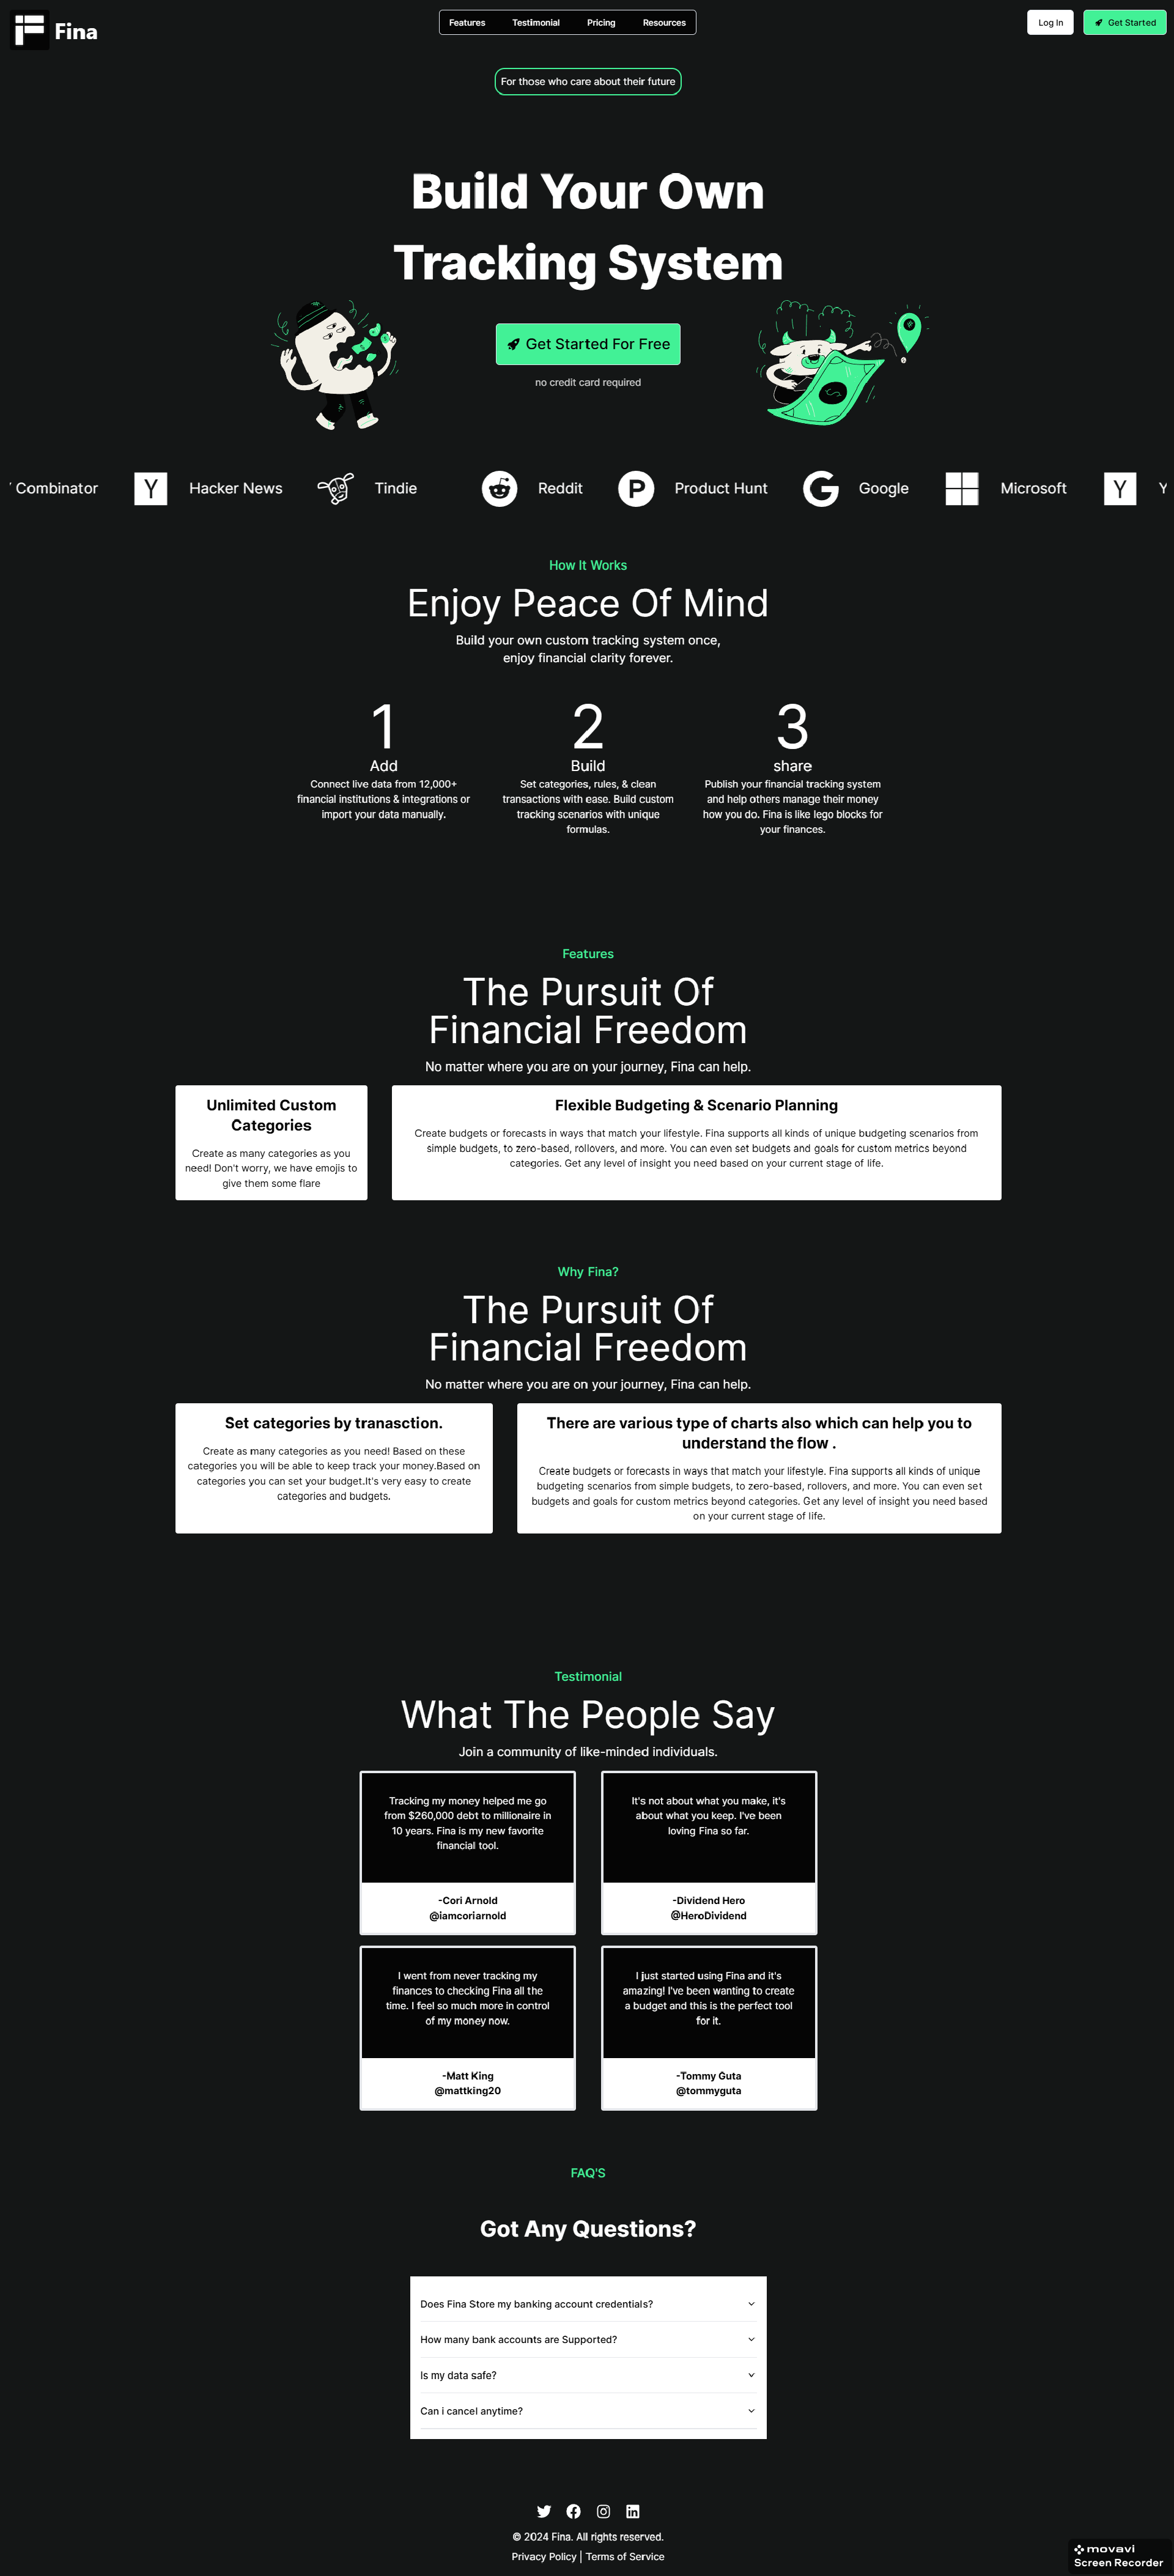 Fina
Features Testimonial Pricing Resources
Log In
Get Started
For those who care about their future
Build Your Own
Tracking System
Get Started For Free
no credit card required
Combinator Y Hacker News Tindie Reddit P Product Hunt G Google Microsoft Y Y
How It Works
Enjoy Peace Of Mind
Build your own custom tracking system once,
enjoy financial clarity forever.
1
Add
Connect live data from 12,000+
financial institutions & integrations or
import your data manually.
2
Build
Set categories, rules, & clean
transactions with ease. Build custom
tracking scenarios with unique
formulas.
3
share
Publish your financial tracking system
and help others manage their money
how you do. Fina is like lego blocks for
your finances.
Features
The Pursuit Of
Financial Freedom
No matter where you are on your journey, Fina can help.
Unlimited Custom
Categories
Create as many categories as you
need! Don't worry, we have emojis to
give them some flare
Flexible Budgeting & Scenario Planning
Create budgets or forecasts in ways that match your lifestyle. Fina supports all kinds of unique budgeting scenarios from
simple budgets, to zero-based, rollovers, and more. You can even set budgets and goals for custom metrics beyond
categories. Get any level of insight you need based on your current stage of life.
Why Fina?
The Pursuit Of
Financial Freedom
No matter where you are on your journey, Fina can help.
Set categories by tranasction.
Create as many categories as you need! Based on these
categories you will be able to keep track your money.Based on
categories you can set your budget.It's very easy to create
categories and budgets.
There are various type of charts also which can help you to
understand the flow .
Create budgets or forecasts in ways that match your lifestyle. Fina supports all kinds of unique
budgeting scenarios from simple budgets, to zero-based, rollovers, and more. You can even set
budgets and goals for custom metrics beyond categories. Get any level of insight you need based
on your current stage of life.
Testimonial
What The People Say
Join a community of like-minded individuals.
Tracking my money helped me go
from $260,000 debt to millionaire in
10 years. Fina is my new favorite
financial tool.
-Cori Arnold
@iamcoriarnold
It's not about what you make, it's
about what you keep. I've been
loving Fina so far.
-Dividend Hero
@HeroDividend
I went from never tracking my
finances to checking Fina all the
time. I feel so much more in control
of my money now.
-Matt King
@mattking20
I just started using Fina and it's
amazing! I've been wanting to create
a budget and this is the perfect tool
for it.
-Tommy Guta
@tommyguta
FAQ'S
Got Any Questions?
Does Fina Store my banking account credentials?
How many bank accounts are Supported?
Is my data safe?
Can i cancel anytime?
© 2024 Fina. All rights reserved.
Privacy Policy | Terms of Service
movavi
Screen Recorder